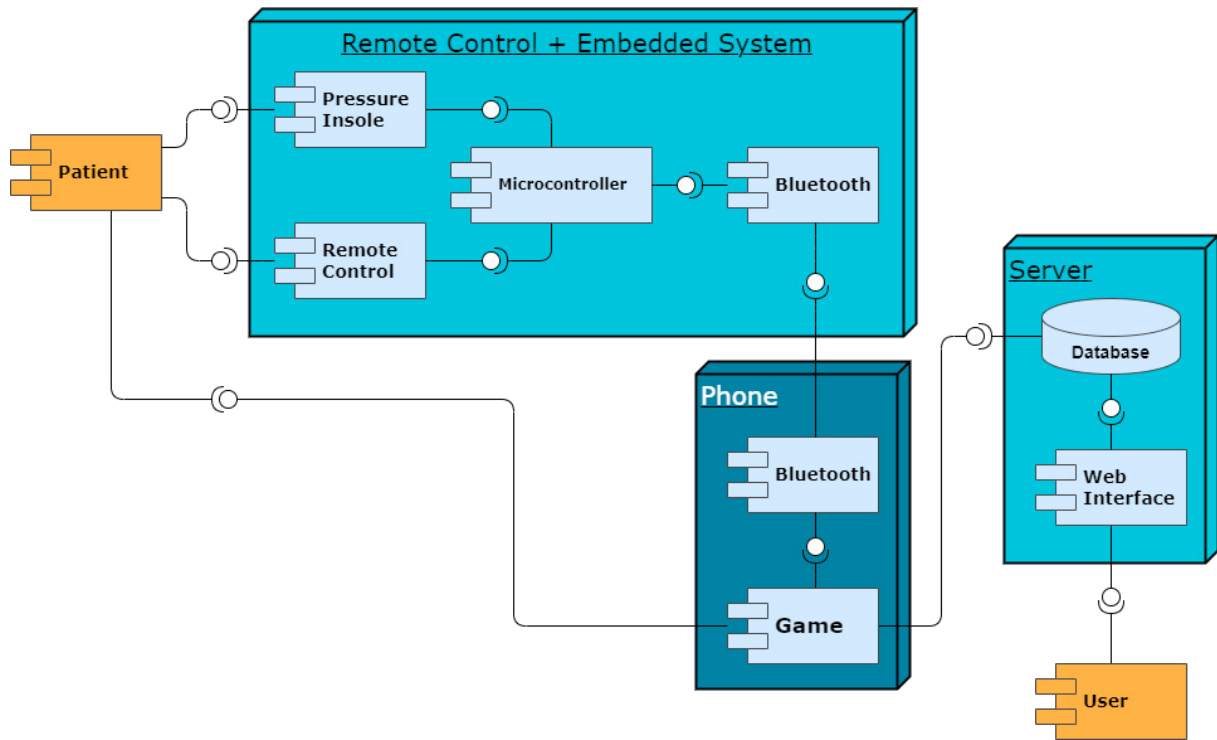 Remote Control + Embedded System
Pressure
Insole
Patient
Microcontroller
Bluetooth
Remote
Control
Server
Database
Phone
Bluetooth
Web
Interface
Game
User